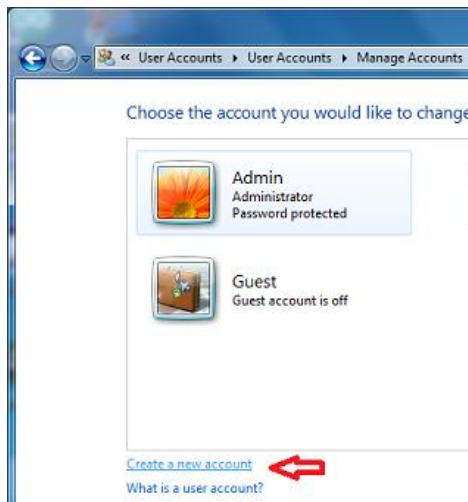 « User Accounts ▸ User Accounts ▸ Manage Accounts
Choose the account you would like to change
Admin
Administrator
Password protected
Guest
Guest account is off
Create a new account
What is a user account?